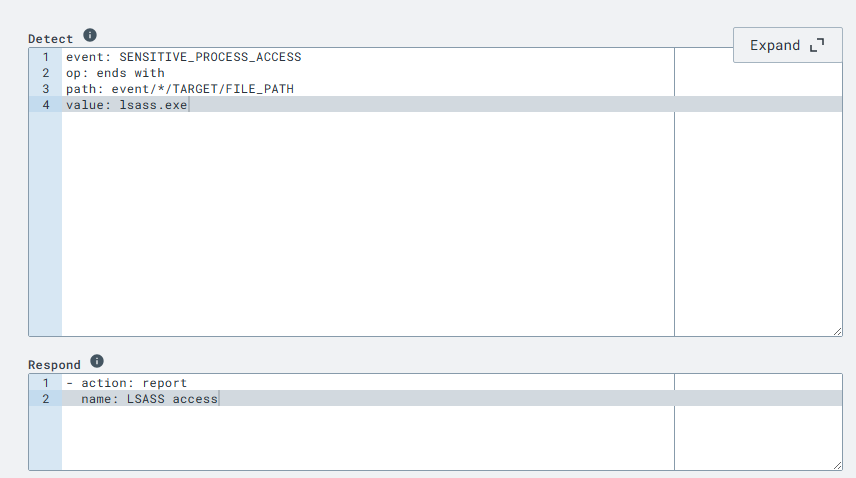 Detect i
Expand
1 event: SENSITIVE_PROCESS_ACCESS
2 op: ends with
3 path: event/*/TARGET/FILE_PATH
4 value: lsass.exe
Respond i
1 - action: report
2   name: LSASS access